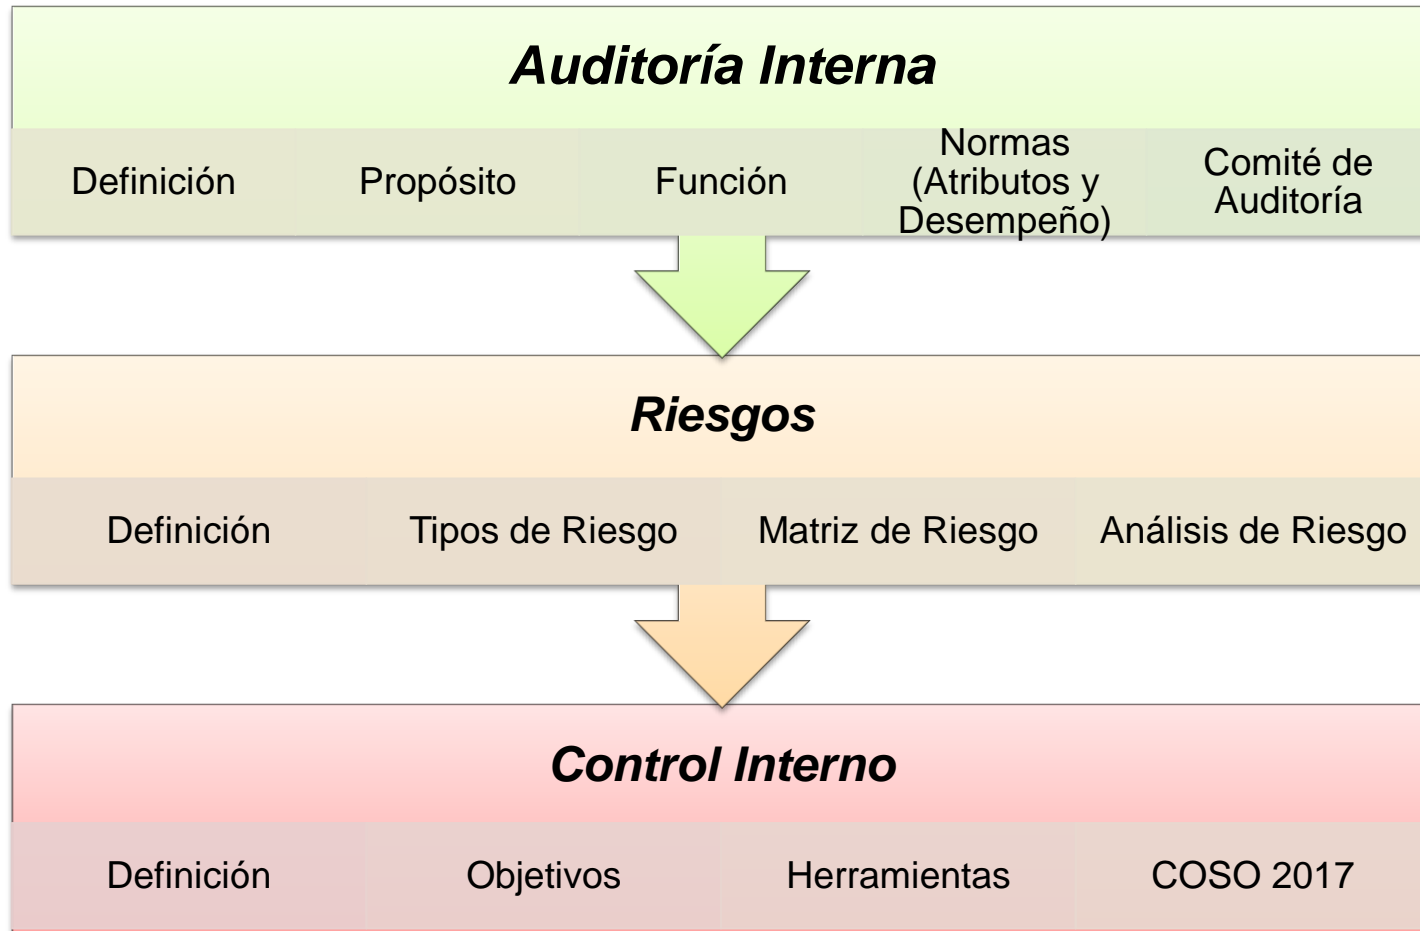 Auditoría Interna
Definición
Propósito
Función
Normas
(Atributos y
Desempeño)
Comité de
Auditoría
Riesgos
Definición
Tipos de Riesgo
Matriz de Riesgo
Análisis de Riesgo
Control Interno
Definición
Objetivos
Herramientas
COSO 2017